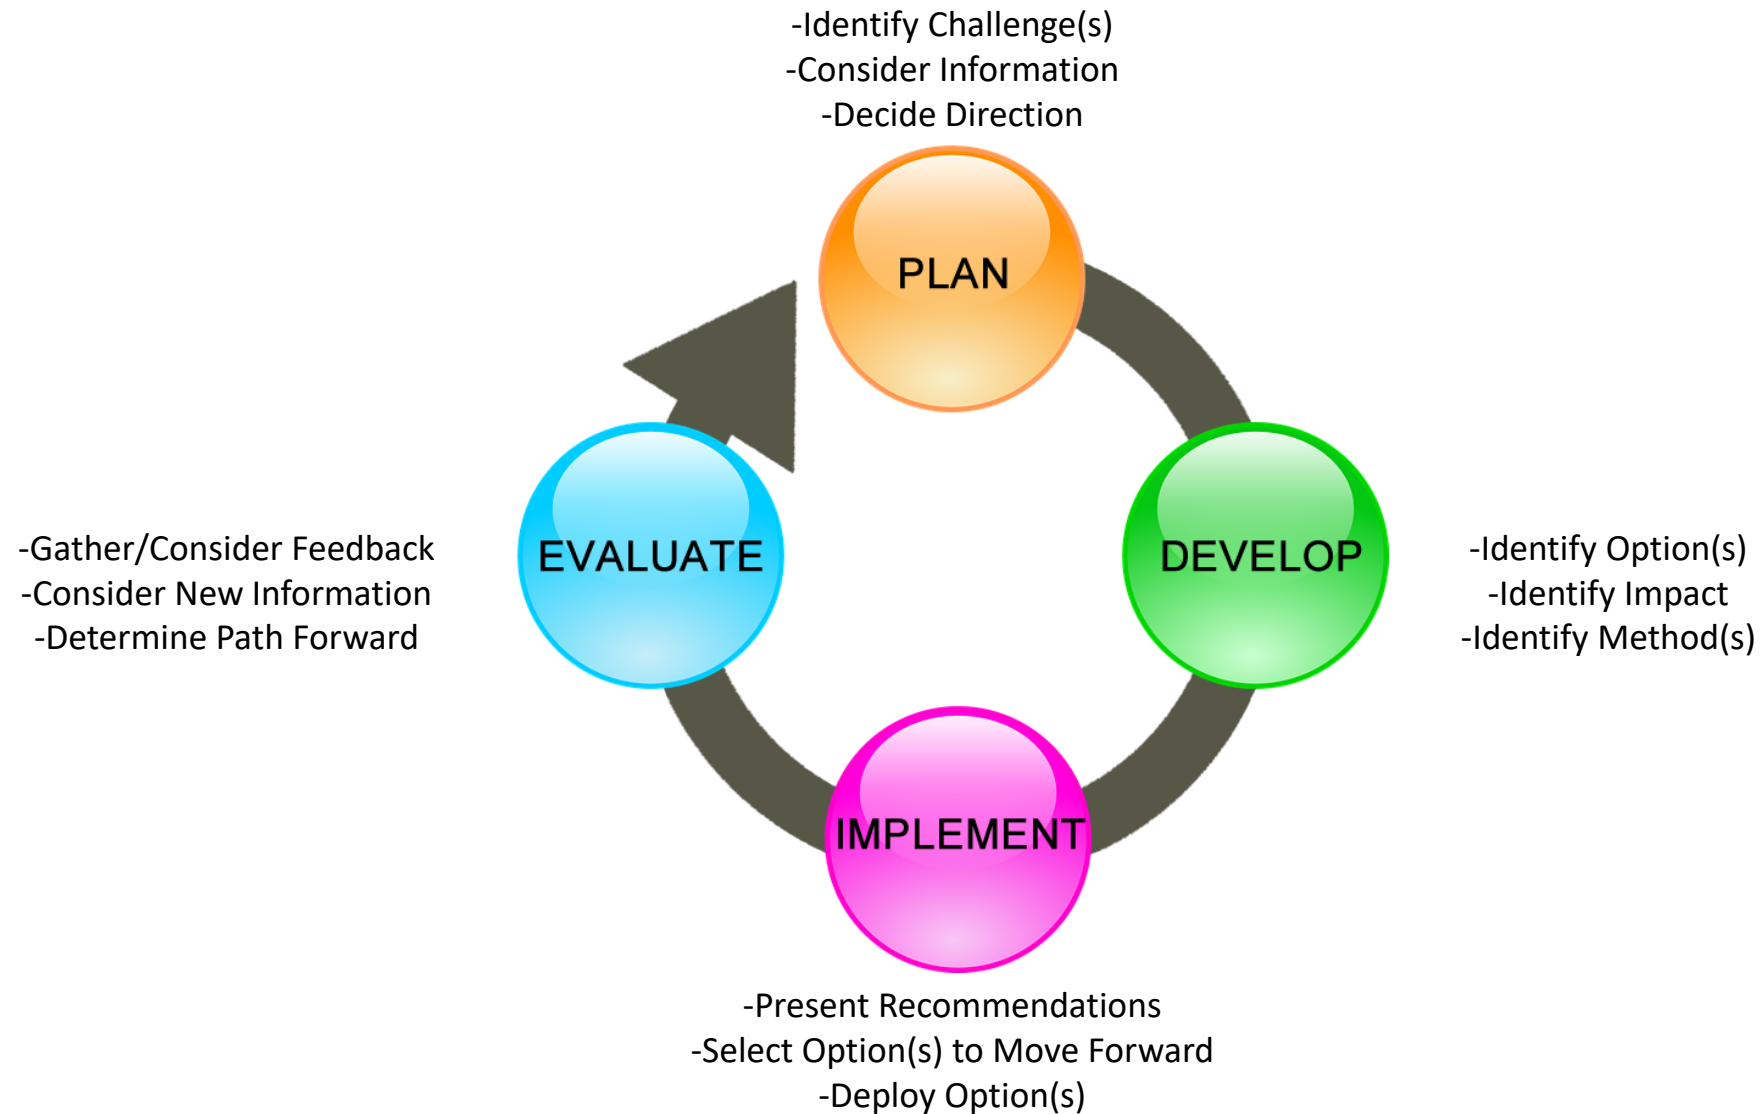 -Identify Challenge(s)
-Consider Information
-Decide Direction
PLAN
EVALUATE
DEVELOP
-Gather/Consider Feedback
-Consider New Information
-Determine Path Forward
-Identify Option(s)
-Identify Impact
-Identify Method(s)
IMPLEMENT
-Present Recommendations
-Select Option(s) to Move Forward
-Deploy Option(s)